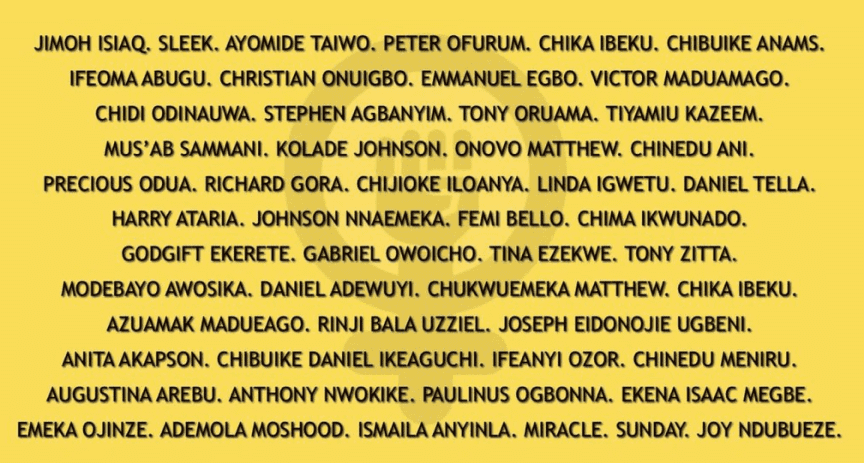 JIMOH ISIAQ. SLEEK. AYOMIDE TAIWO. PETER OFURUM. CHIKA IBEKU. CHIBUIKE ANAMS.
IFEOMA ABUGU. CHRISTIAN ONUIGBO. EMMANUEL EGBO. VICTOR MADUAMAGO.
CHIDI ODINAUWA. STEPHEN AGBANYIM. TONY ORUAMA. TIYAMIU KAZEEM.
MUS'AB SAMMANI. KOLADE JOHNSON. ONOVO MATTHEW. CHINEDU ANI.
PRECIOUS ODUA. RICHARD GORA. CHIJIOKE ILOANYA. LINDA IGWETU. DANIEL TELLA.
HARRY ATARIA. JOHNSON NNAEMEKA. FEMI BELLO. CHIMA IKWUNADO.
GODGIFT EKERETE. GABRIEL OWOICHO. TINA EZEKWE. TONY ZITTA.
MODEBAYO AWOSIKA. DANIEL ADEWUYI. CHUKWUEMEKA MATTHEW. CHIKA IBEKU.
AZUAMAK MADUEAGO. RINJI BALA UZZIEL. JOSEPH EIDONOJIE UGBENI.
ANITA AKAPSON. CHIBUIKE DANIEL IKEAGUCHI. IFEANYI OZOR. CHINEDU MENIRU.
AUGUSTINA AREBU. ANTHONY NWOKIKE. PAULINUS OGBONNA. EKENA ISAAC MEGBE.
EMEKA OJINZE. ADEMOLA MOSHOOD. ISMAILA ANYINLA. MIRACLE. SUNDAY. JOY NDUBUEZE.